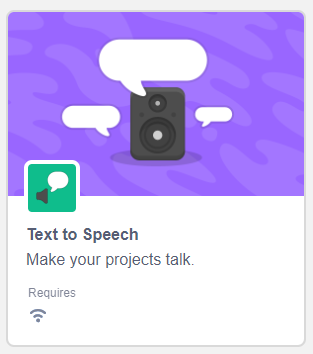 Text to Speech
Make your projects talk.
Requires